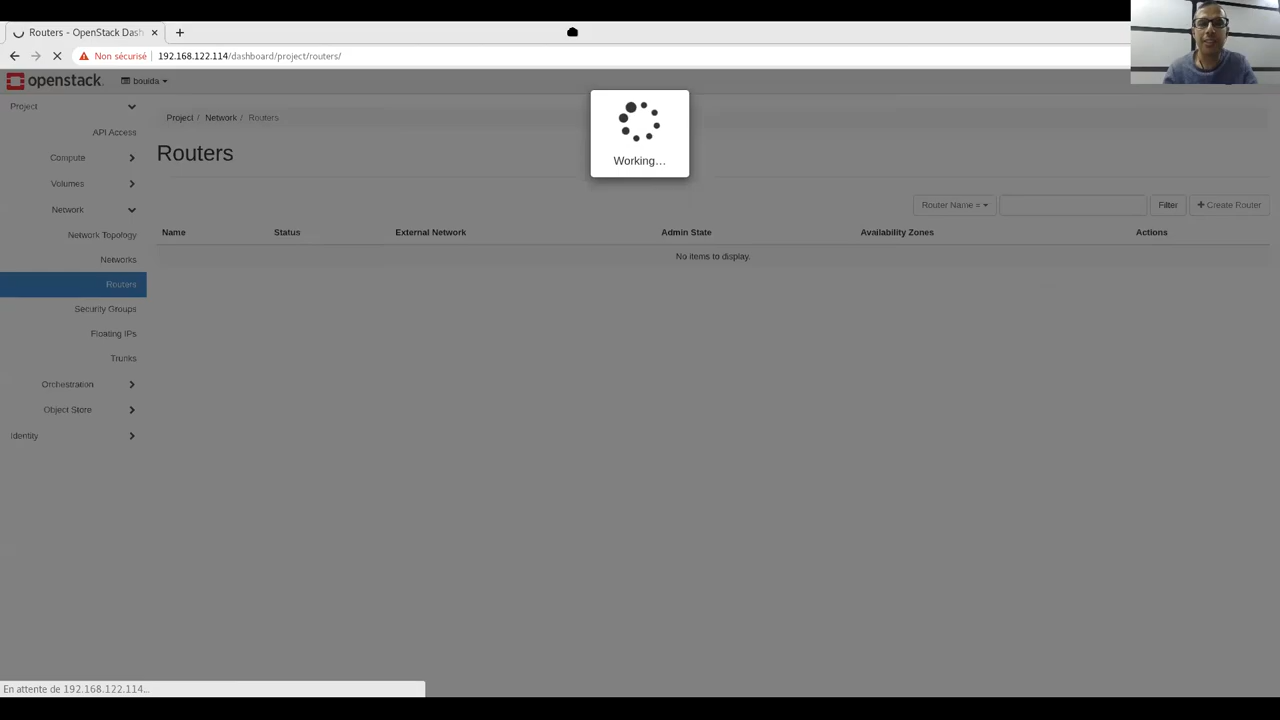 Routers - OpenStack Dash
Non sécurisé 192.168.122.114/dashboard/project/routers/
openstack. bouida
Project
API Access
Compute
Volumes
Network
Network Topology
Networks
Routers
Security Groups
Floating IPs
Trunks
Orchestration
Object Store
Identity
Project / Network / Routers
Routers
Working...
Router Name = Filter Create Router
Name Status External Network Admin State Availability Zones Actions
No items to display.
En attente de 192.168.122.114...